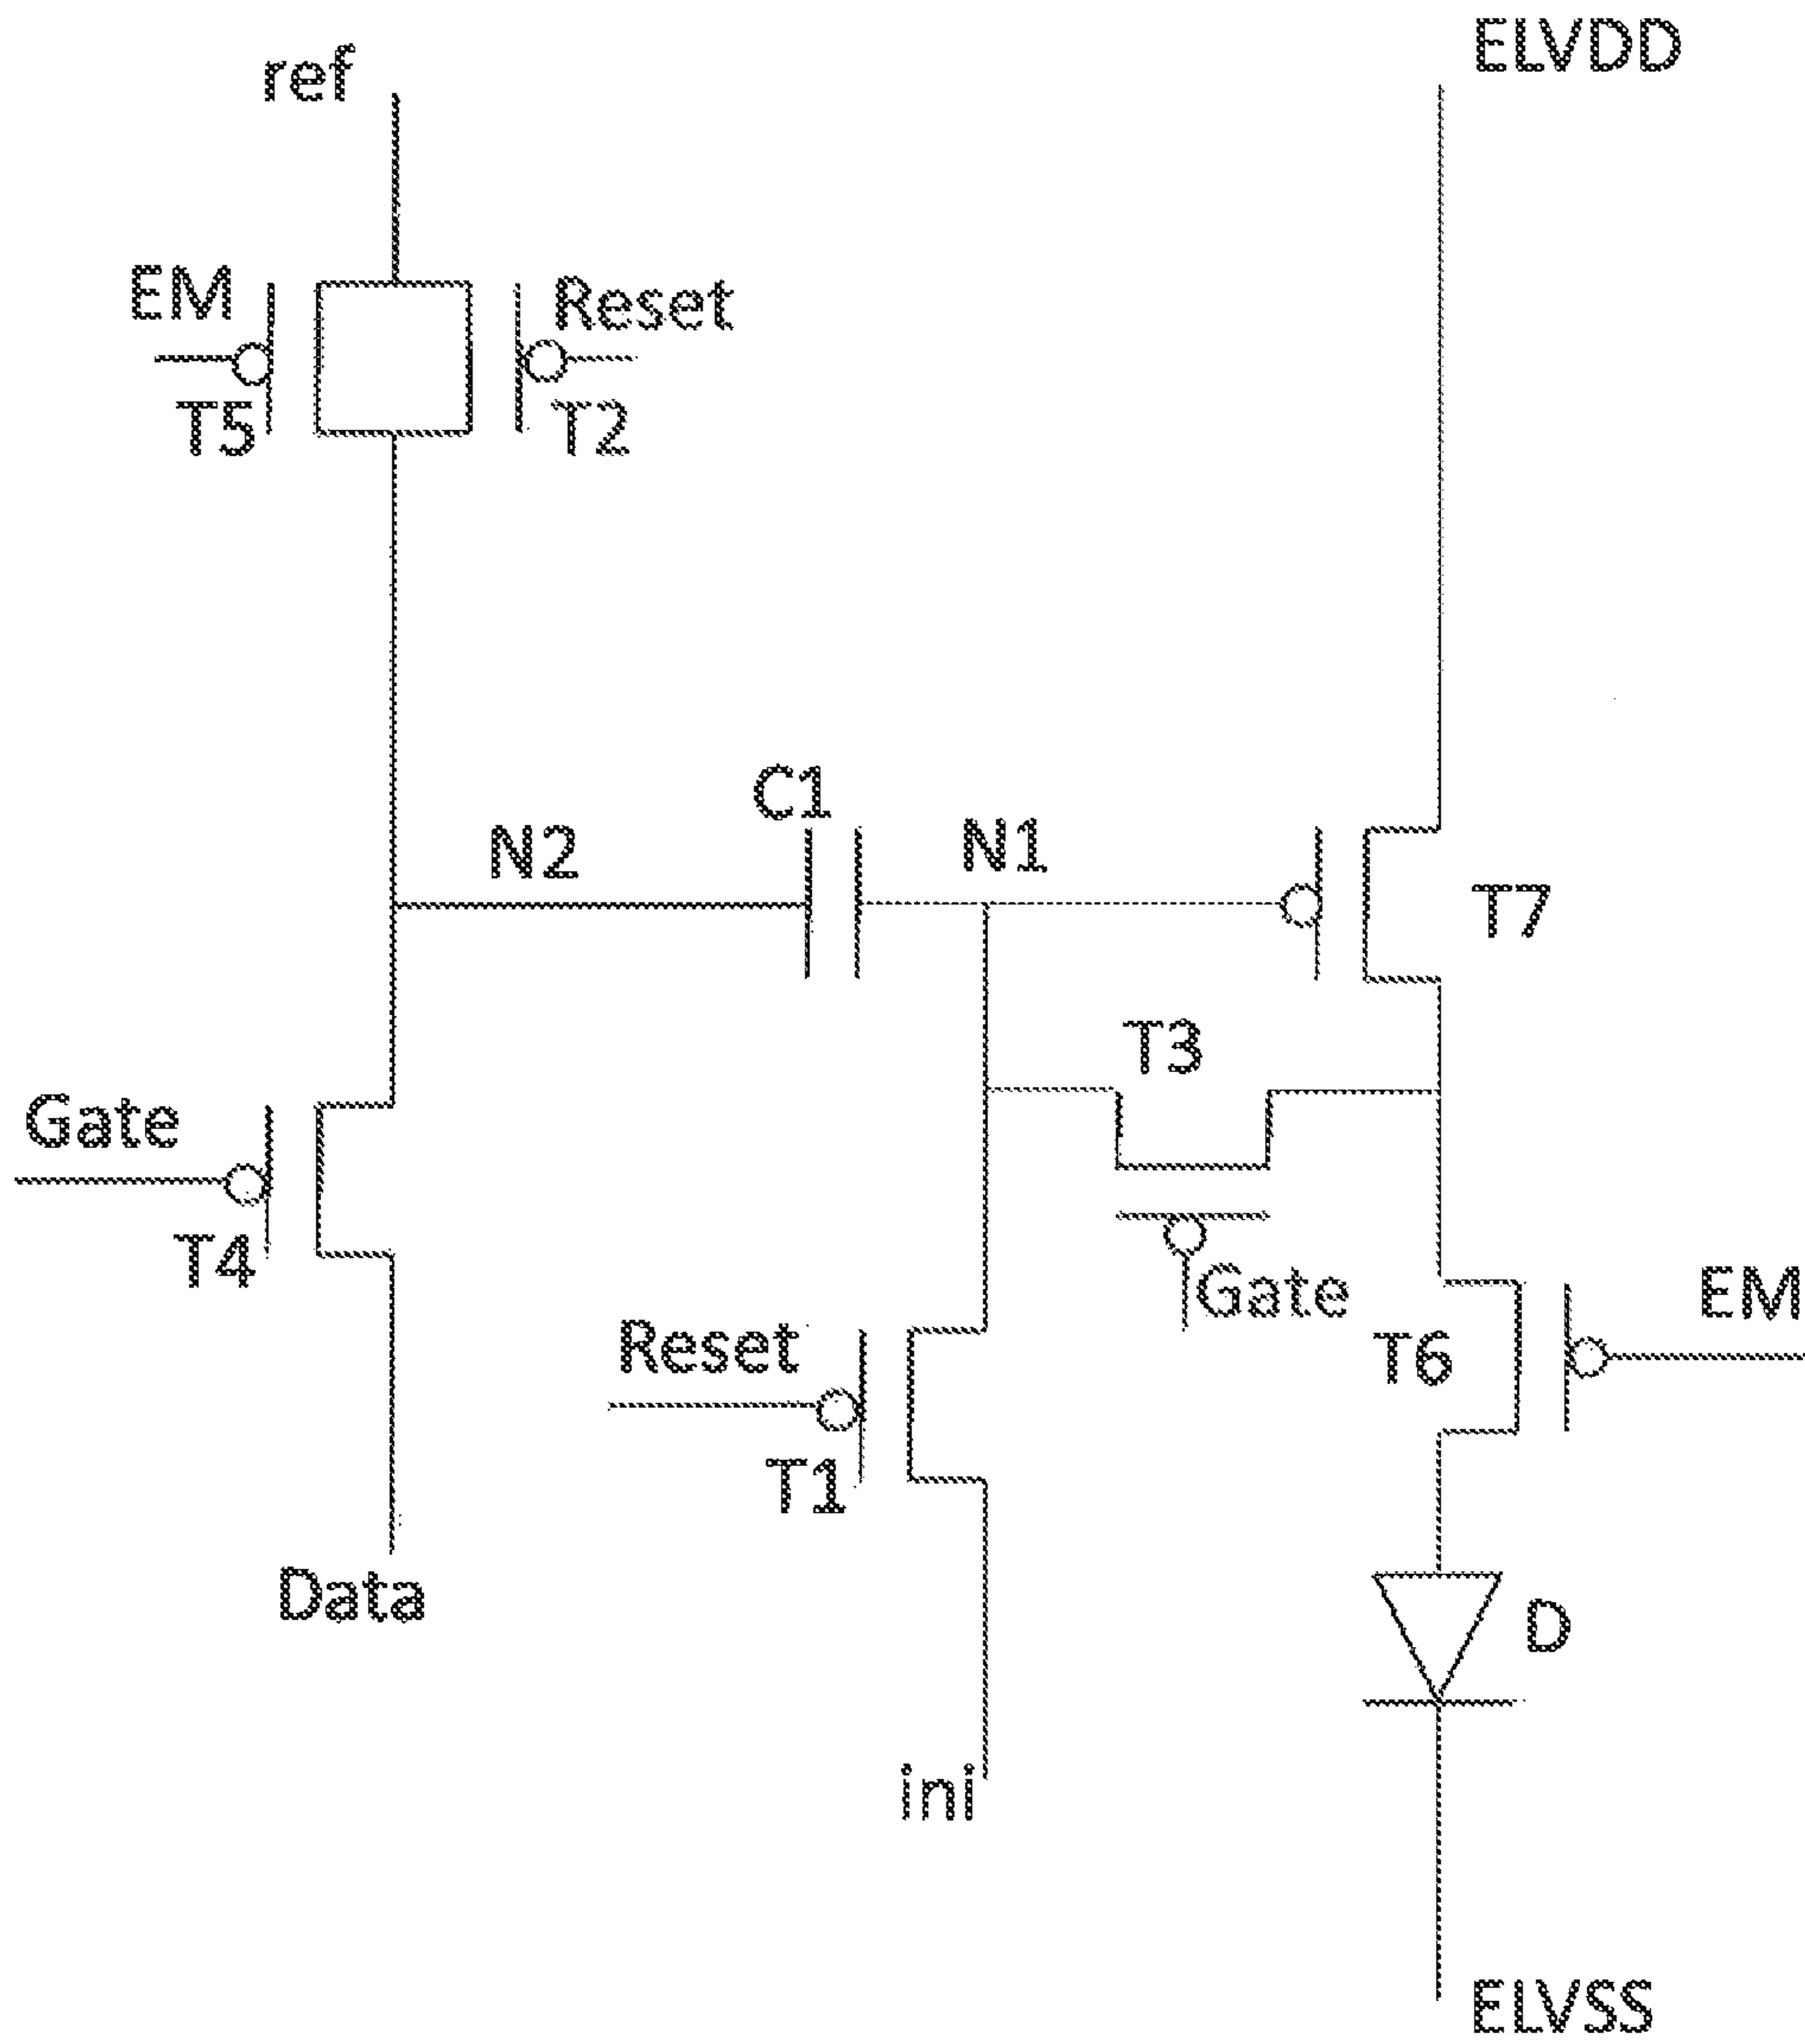 ELVDD
ref
EM
Reset
T5
T2
C1
N2
N1
T7
T3
Gate
T4
Gate
EM
Reset
T6
T1
Data
D
ini
ELVSS